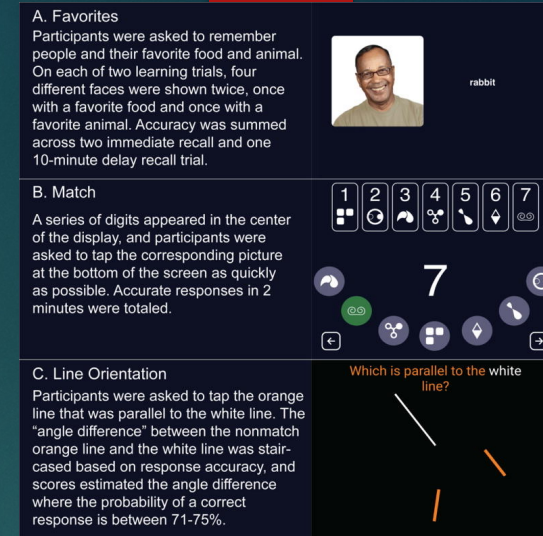 A. Favorites
Participants were asked to remember
people and their favorite food and animal.
On each of two learning trials, four
different faces were shown twice, once
with a favorite food and once with a
favorite animal. Accuracy was summed
across two immediate recall and one
10-minute delay recall trial.
rabbit
B. Match
A series of digits appeared in the center
of the display, and participants were
asked to tap the corresponding picture
at the bottom of the screen as quickly
as possible. Accurate responses in 2
minutes were totaled.
1 2 3 4 5 6 7
7
C. Line Orientation
Participants were asked to tap the orange
line that was parallel to the white line. The
“angle difference” between the nonmatch
orange line and the white line was stair-
cased based on response accuracy, and
scores estimated the angle difference
where the probability of a correct
response is between 71-75%.
Which is parallel to the white
line?